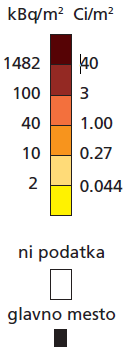 kBq/m² Ci/m²
1482 40
100 3
40 1.00
10 0.27
2 0.044
ni podatka
glavno mesto